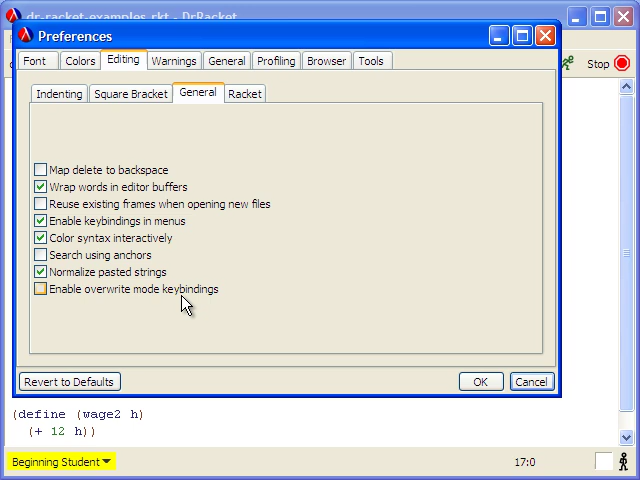 dr-racket-examples.rkt - DrRacket
Preferences
Font Colors Editing Warnings General Profiling Browser Tools
Stop
Indenting Square Bracket General Racket
Map delete to backspace
Wrap words in editor buffers
Reuse existing frames when opening new files
Enable keybindings in menus
Color syntax interactively
Search using anchors
Normalize pasted strings
Enable overwrite mode keybindings
Revert to Defaults OK Cancel
(define (wage2 h)
(+ 12 h))
Beginning Student 17:0